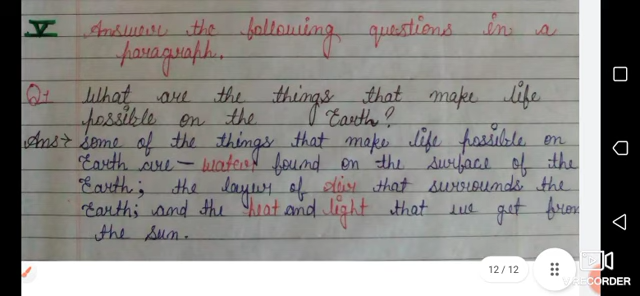 V Answer the following questions in a
paragraph.
Q1 What are the things that make life
possible on the Earth?
Ans→ some of the things that make life possible on
Earth are – water found on the surface of the
Earth; the layer of air that surrounds the
Earth; and the heat and light that we get from
the sun.
12 / 12
V.RECORDER